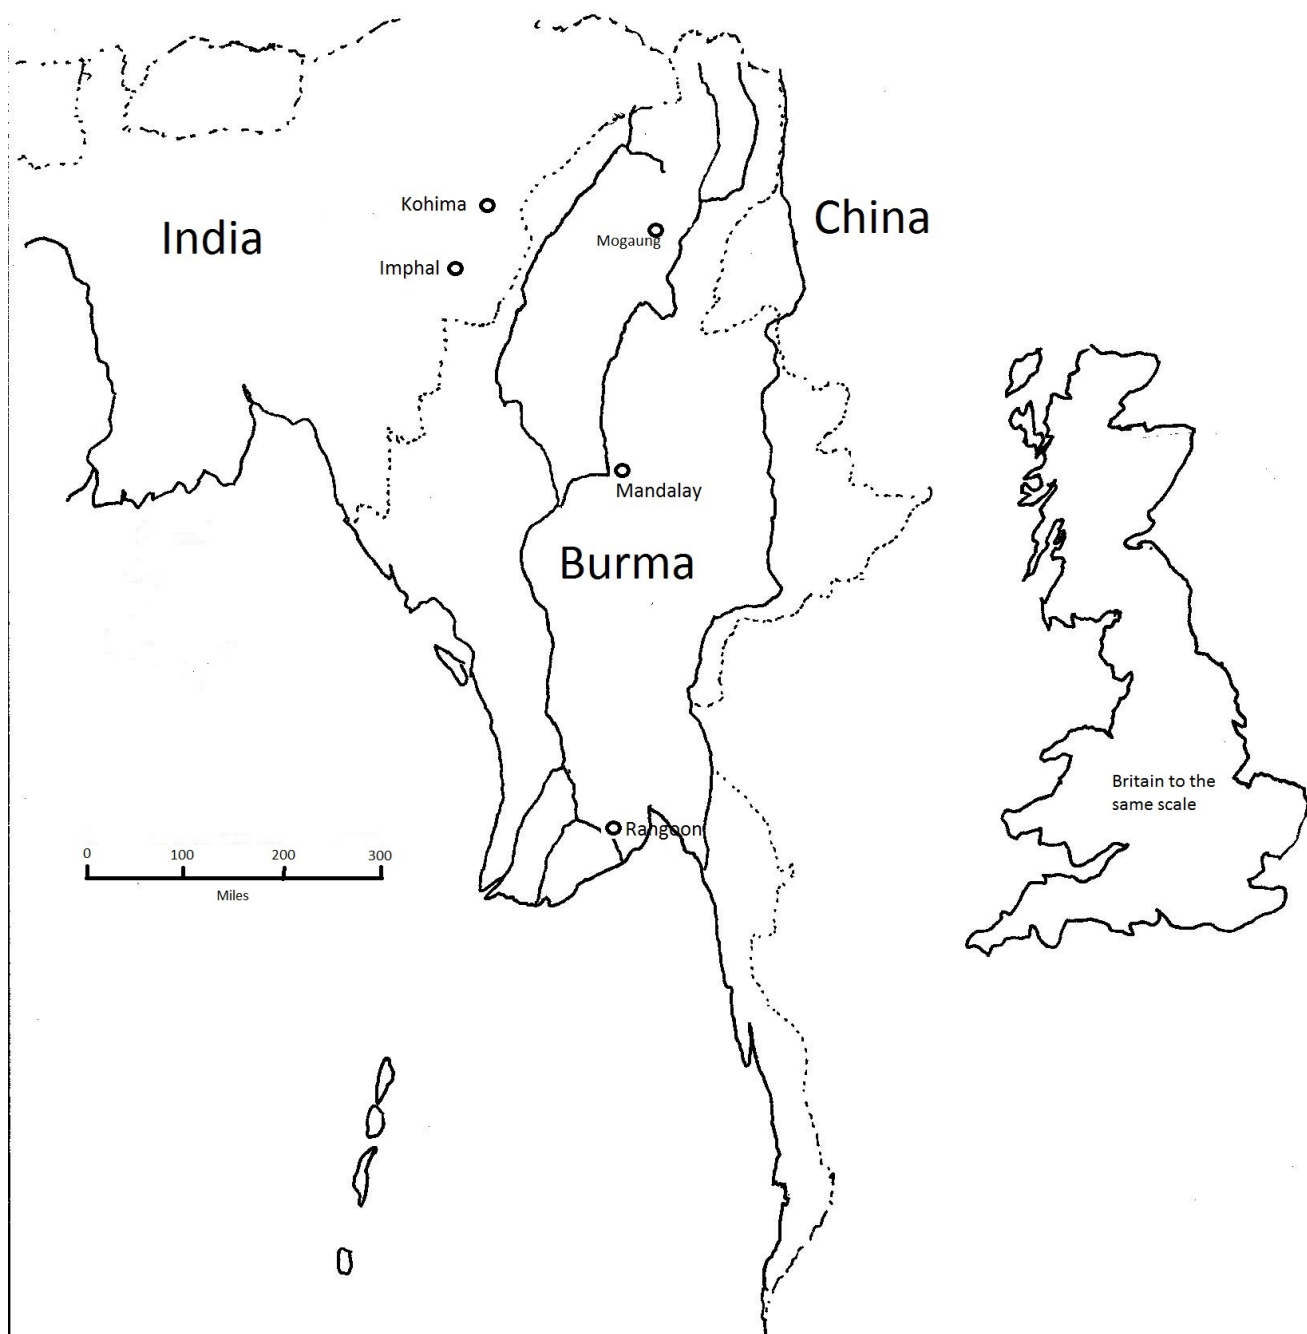 Kohima
India
China
Mogaung
Imphal
Mandalay
Burma
Britain to the
same scale
Rangoon
0 100 200 300
Miles